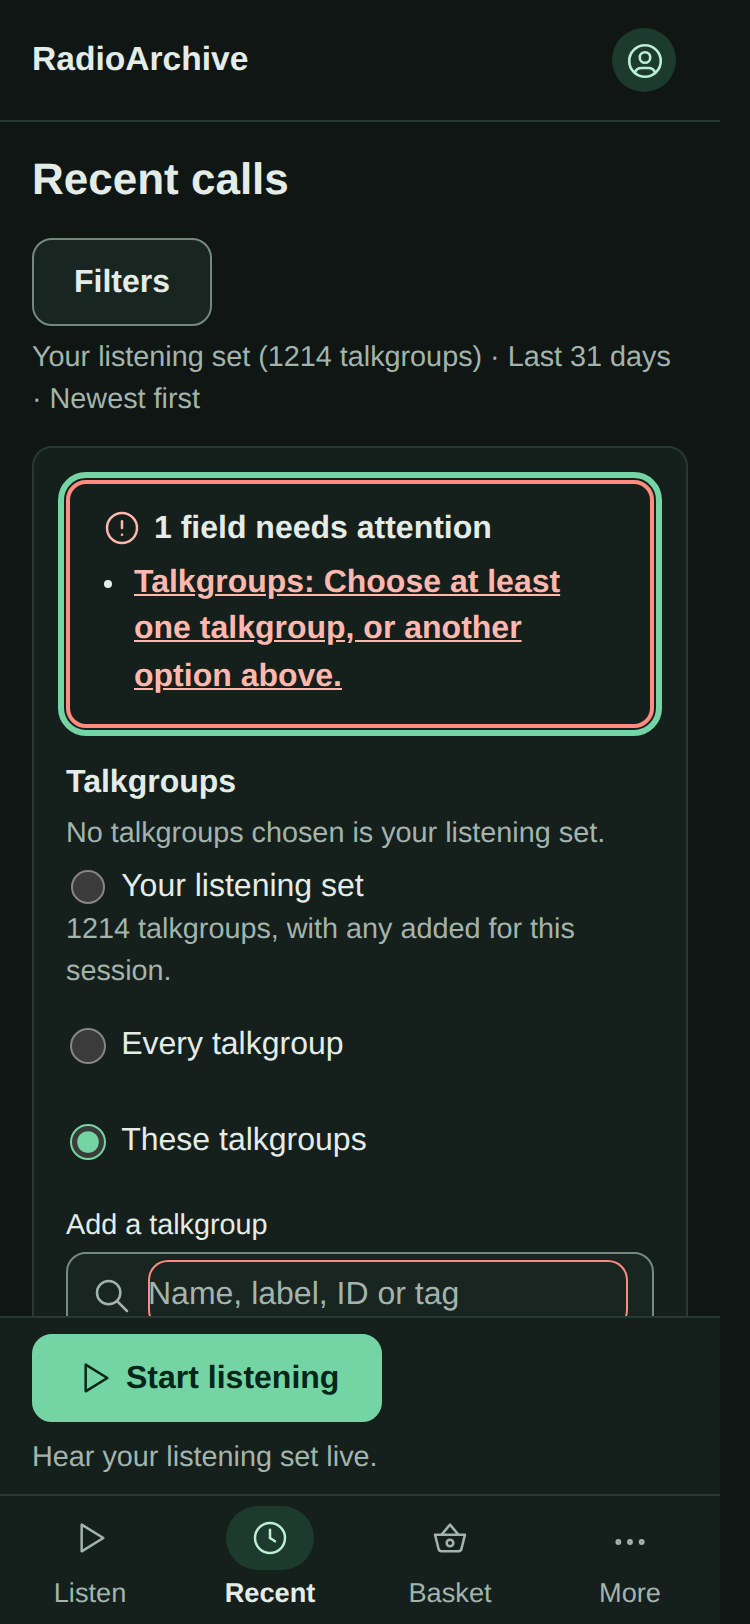 RadioArchive
Recent calls
Filters
Your listening set (1214 talkgroups) · Last 31 days
· Newest first
1 field needs attention
• Talkgroups: Choose at least
one talkgroup, or another
option above.
Talkgroups
No talkgroups chosen is your listening set.
Your listening set
1214 talkgroups, with any added for this
session.
Every talkgroup
These talkgroups
Add a talkgroup
Name, label, ID or tag
Start listening
Hear your listening set live.
Listen
Recent
Basket
More